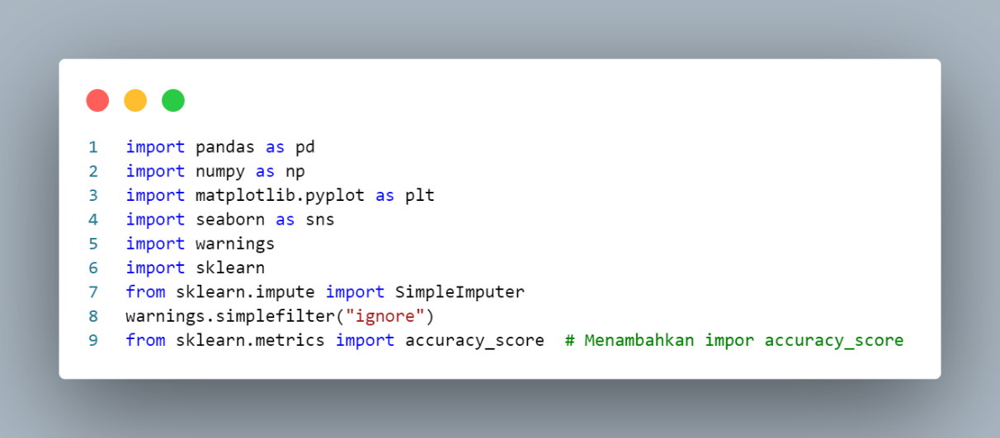 1 import pandas as pd
2 import numpy as np
3 import matplotlib.pyplot as plt
4 import seaborn as sns
5 import warnings
6 import sklearn
7 from sklearn.impute import SimpleImputer
8 warnings.simplefilter("ignore")
9 from sklearn.metrics import accuracy_score  # Menambahkan impor accuracy_score